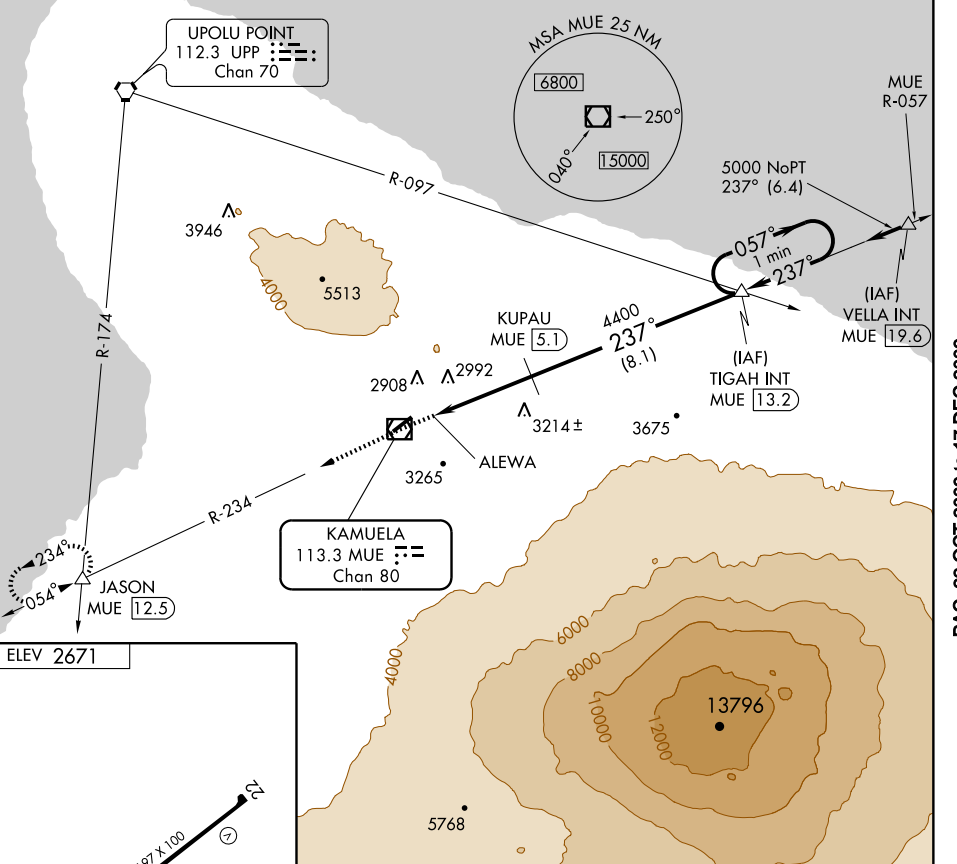 UPOLU POINT
112.3 UPP
Chan 70
MSA MUE 25 NM
6800
250°
040°
15000
MUE
R-057
5000 NoPT
237° (6.4)
R-097
3946
4000
5513
057°
1 min
237°
(IAF)
VELLA INT
MUE 19.6
KUPAU
MUE 5.1
4400
237°
(8.1)
(IAF)
TIGAH INT
MUE 13.2
R-174
2908
2992
3214±
3675
3265
ALEWA
R-234
KAMUELA
113.3 MUE
Chan 80
234°
054°
JASON
MUE 12.5
ELEV 2671
4000
6000
8000
10000
12000
13796
5768
22
X 100